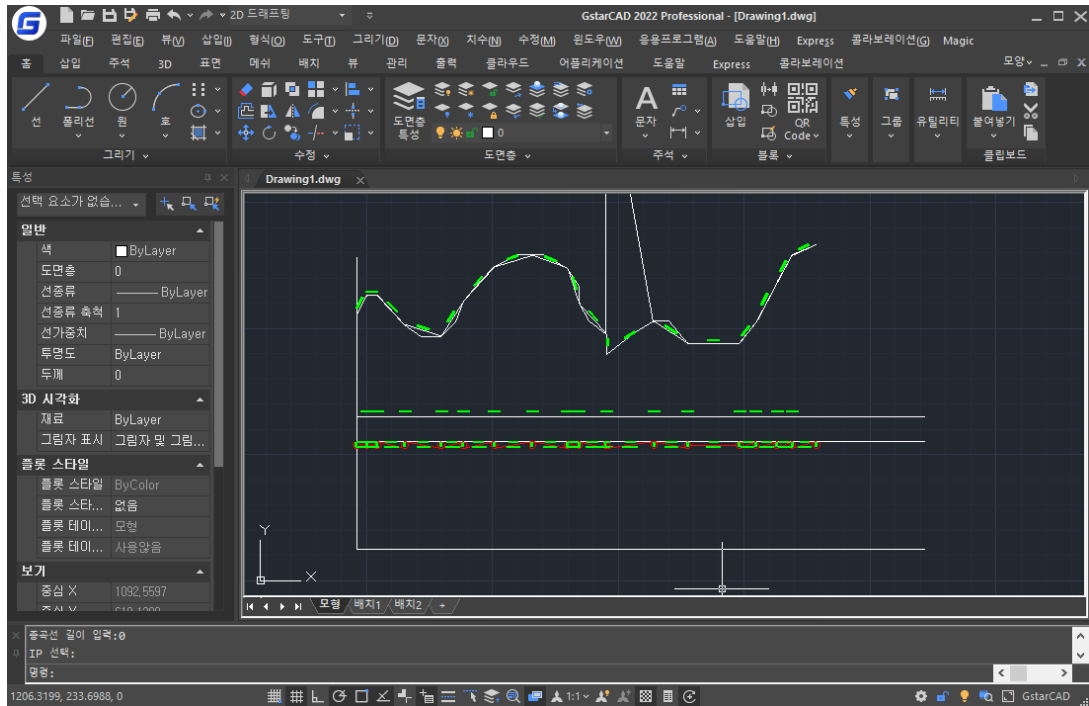 2D 드래프팅
GstarCAD 2022 Professional - [Drawing1.dwg]
파일(F) 편집(E) 뷰(V) 삽입(I) 형식(O) 도구(T) 그리기(D) 문자(X) 치수(N) 수정(M) 윈도우(W) 응용프로그램(A) 도움말(H) Express 콜라보레이션(G) Magic
홈 삽입 주석 3D 표면 메쉬 배치 뷰 관리 출력 클라우드 어플리케이션 도움말 Express 콜라보레이션 모양
선 폴리선 원 호
도면층 특성
0
문자
삽입
QR Code
특성 그룹 유틸리티 붙여넣기
그리기 수정 도면층 주석 블록 클립보드
특성
Drawing1.dwg
선택 요소가 없습...
일반
색 ByLayer
도면층 0
선종류 ByLayer
선종류 축척 1
선가중치 ByLayer
투명도 ByLayer
두께 0
3D 시각화
재료 ByLayer
그림자 표시 그림자 및 그림...
플롯 스타일
플롯 스타일 ByColor
플롯 스타... 없음
플롯 테이... 모형
플롯 테이... 사용않음
보기
중심 X 1092,5597
Y
X
모형 배치1 배치2 +
종곡선 길이 입력:0
IP 선택:
명령:
1206.3199, 233.6988, 0
1:1
GstarCAD